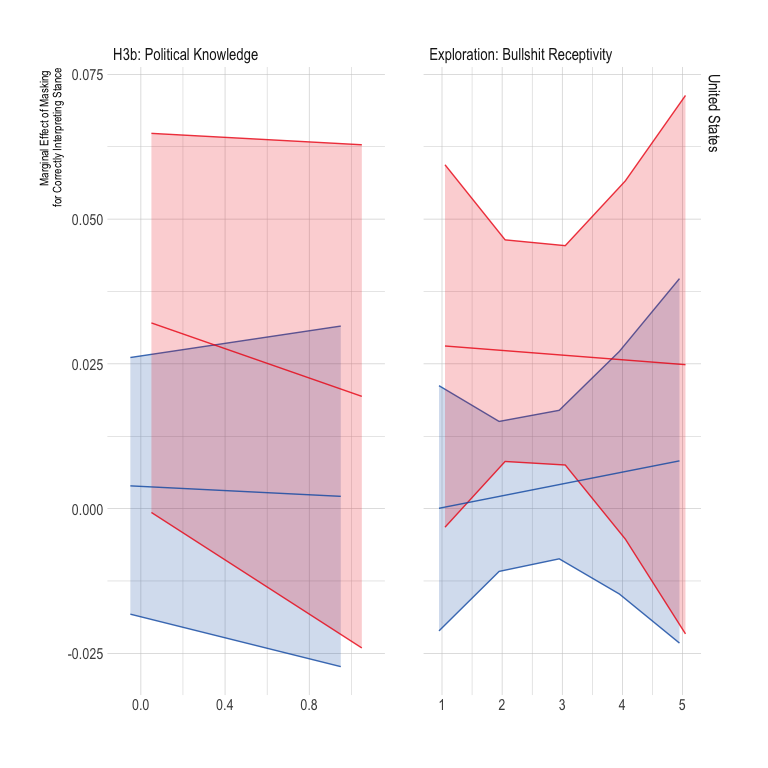 H3b: Political Knowledge
Exploration: Bullshit Receptivity
Marginal Effect of Masking
for Correctly Interpreting Stance
United States
0.075
0.050
0.025
0.000
-0.025
0.0 0.4 0.8
1 2 3 4 5